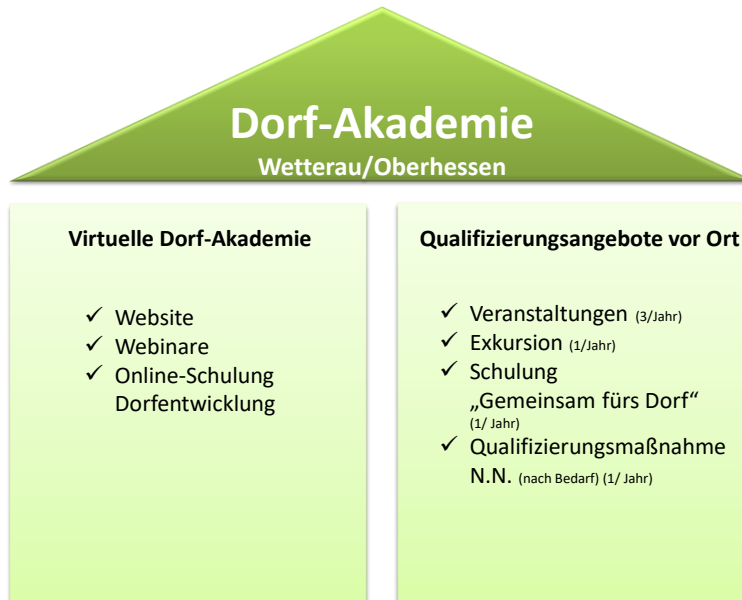 Dorf-Akademie
Wetterau/Oberhessen
Virtuelle Dorf-Akademie
✓ Website
✓ Webinare
✓ Online-Schulung
Dorfentwicklung
Qualifizierungsangebote vor Ort
✓ Veranstaltungen (3/Jahr)
✓ Exkursion (1/Jahr)
✓ Schulung
„Gemeinsam fürs Dorf“
(1/ Jahr)
✓ Qualifizierungsmaßnahme
N.N. (nach Bedarf) (1/ Jahr)